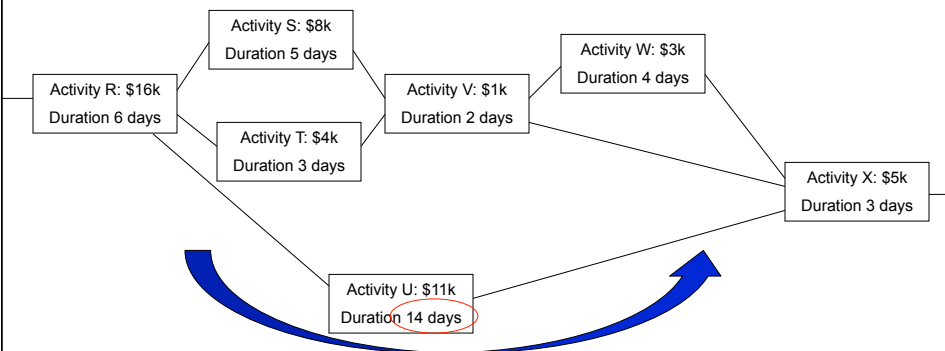 Activity S: $8k
Duration 5 days
Activity W: $3k
Duration 4 days
Activity R: $16k
Duration 6 days
Activity V: $1k
Duration 2 days
Activity T: $4k
Duration 3 days
Activity X: $5k
Duration 3 days
Activity U: $11k
Duration 14 days